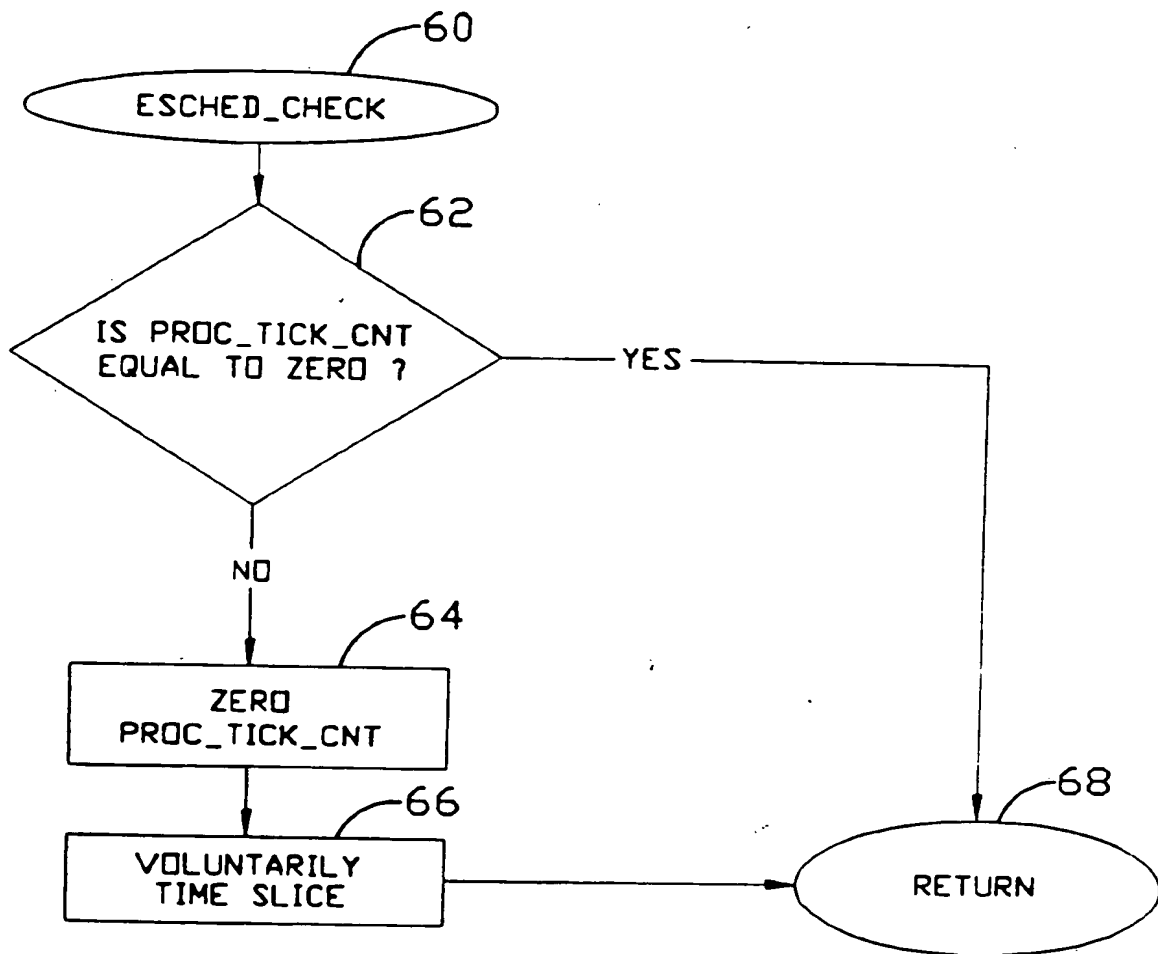 60
ESCHED_CHECK
62
IS PROC_TICK_CNT
EQUAL TO ZERO ?
YES
NO
64
ZERO
PROC_TICK_CNT
66
VOLUNTARILY
TIME SLICE
68
RETURN